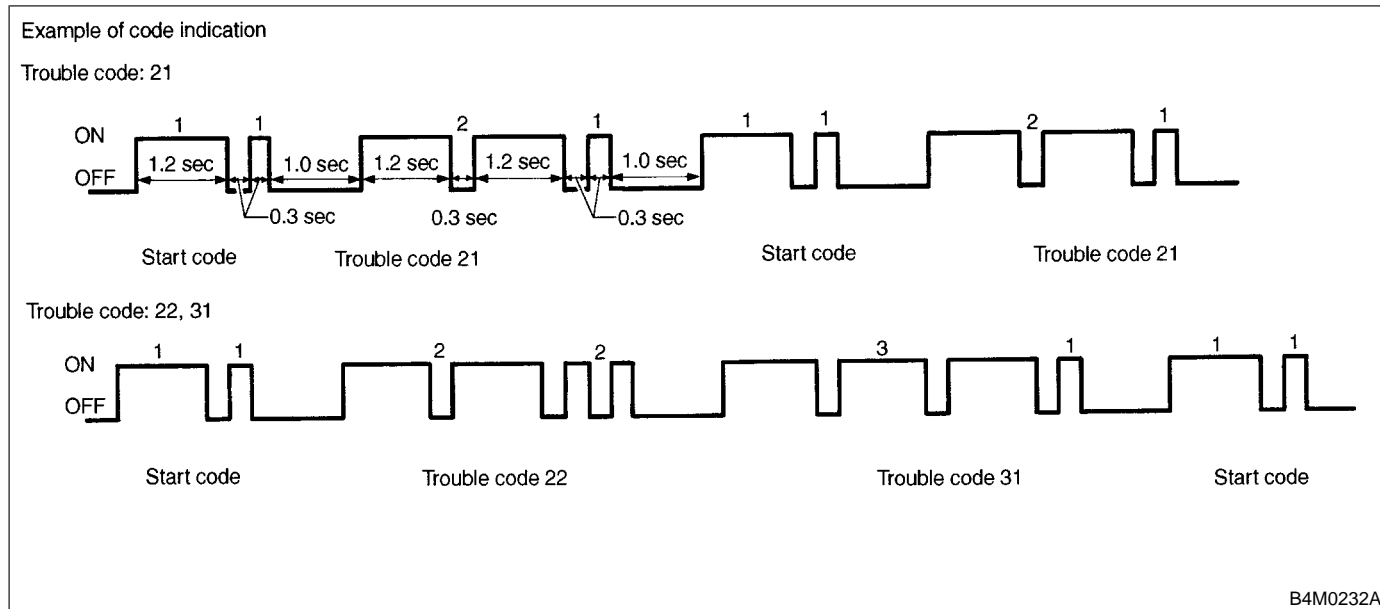 Example of code indication
Trouble code: 21
1 1 2 1 1 1 2 1
ON
1.2 sec 1.0 sec 1.2 sec 1.2 sec 1.0 sec
OFF
0.3 sec 0.3 sec 0.3 sec
Start code Trouble code 21 Start code Trouble code 21
Trouble code: 22, 31
1 1 2 2 3 1 1 1
ON
OFF
Start code Trouble code 22 Trouble code 31 Start code
B4M0232A